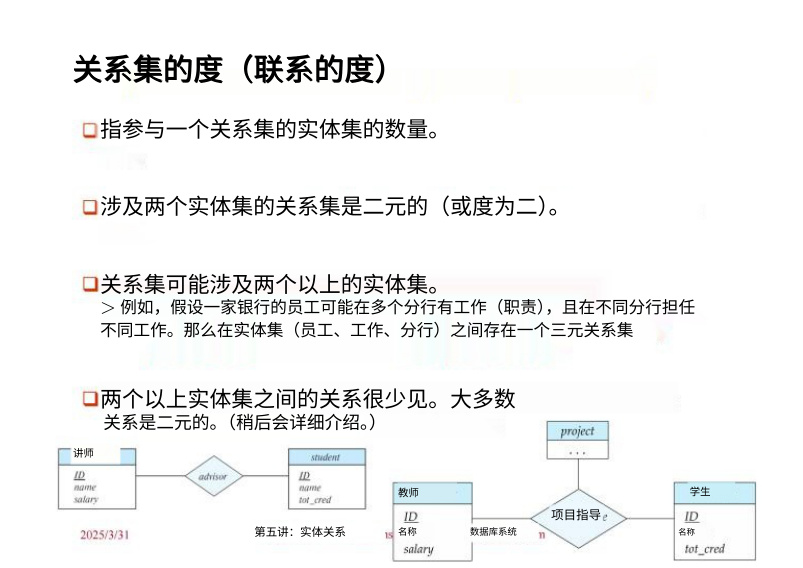 关系集的度（联系的度）
❑指参与一个关系集的实体集的数量。
❑涉及两个实体集的关系集是二元的（或度为二）。
❑关系集可能涉及两个以上的实体集。
＞ 例如，假设一家银行的员工可能在多个分行有工作（职责），且在不同分行担任
不同工作。那么在实体集（员工、工作、分行）之间存在一个三元关系集
❑两个以上实体集之间的关系很少见。大多数
关系是二元的。（稍后会详细介绍。）
讲师
ID
name
salary
advisor
student
ID
name
tot_cred
project
. . .
教师
ID
名称
salary
项目指导
学生
ID
名称
tot_cred
2025/3/31
第五讲：实体关系
数据库系统